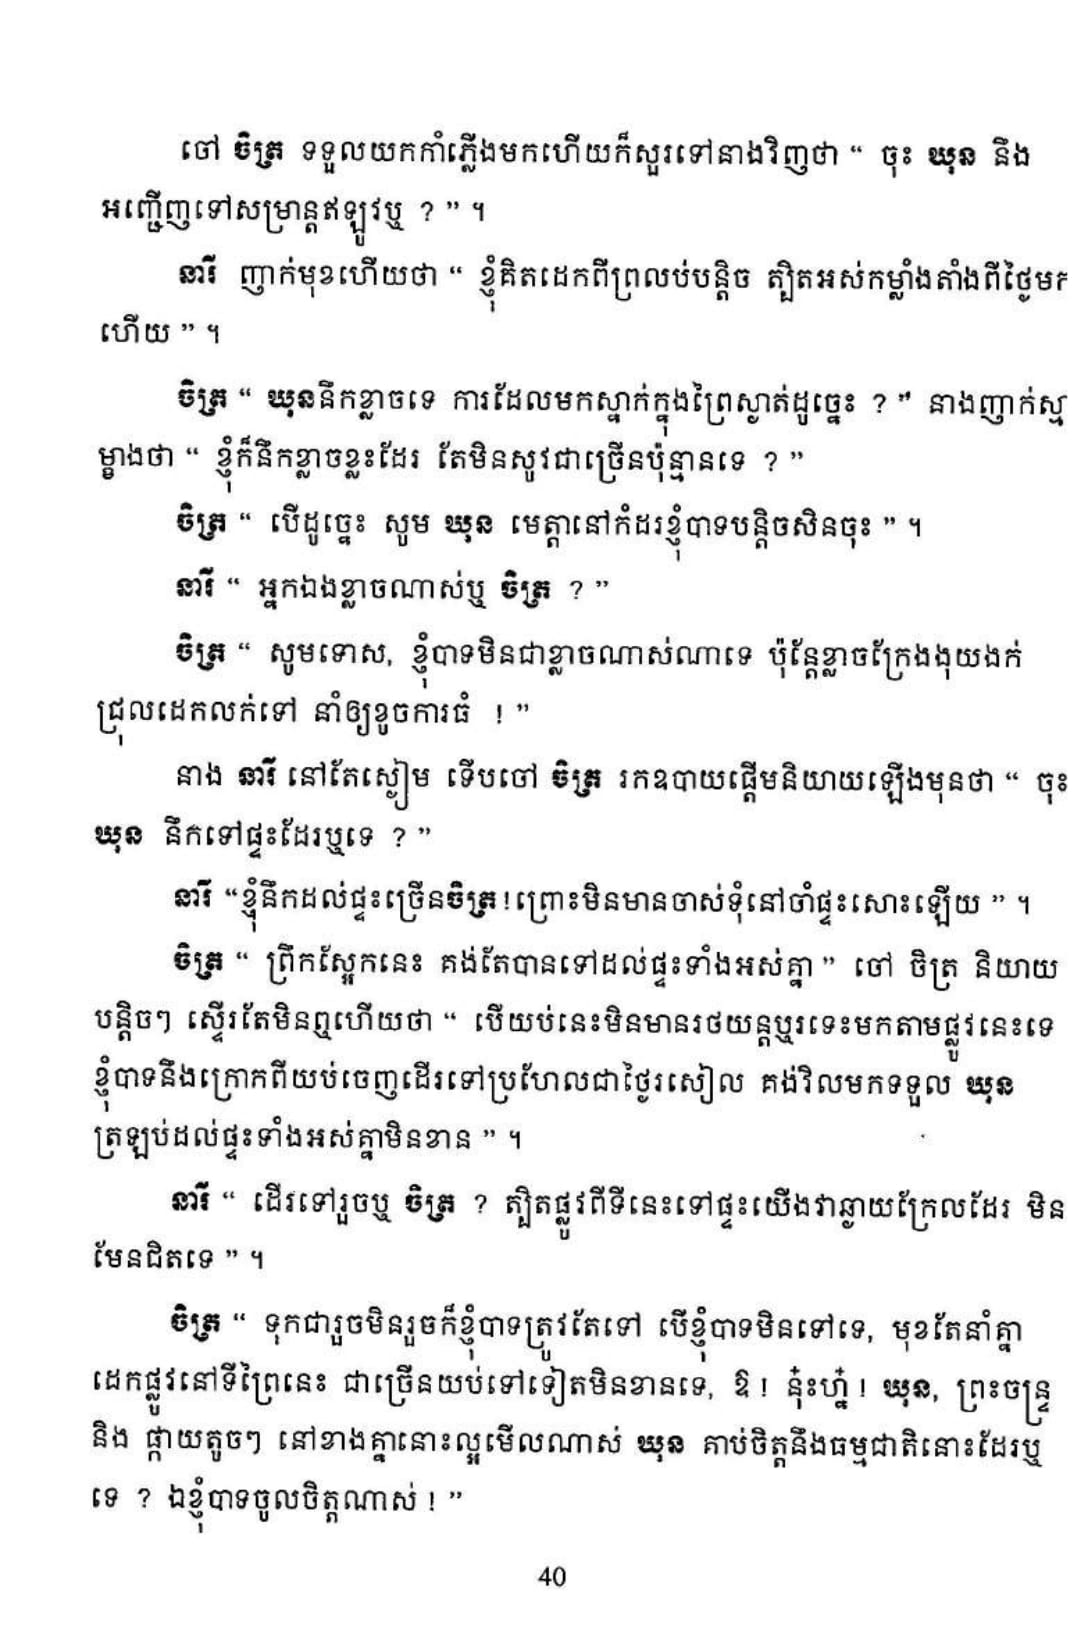 ចៅ ចិត្រ ទទួលយកកាំភ្លើងមកហើយក៏សួរទៅនាងវិញថា “ ចុះ ឃុន នឹង
អញ្ជើញទៅសម្រាន្តឥឡូវឬ ? ” ។
នារី ញាក់មុខហើយថា “ ខ្ញុំគិតដេកពីព្រលប់បន្តិច ត្បិតអស់កម្លាំងតាំងពីថ្ងៃមក
ហើយ ” ។
ចិត្រ “ ឃុននឹកខ្លាចទេ ការដែលមកស្នាក់ក្នុងព្រៃស្ងាត់ដូច្នេះ ? ” នាងញាក់ស្មា
ម្ខាងថា “ ខ្ញុំក៏នឹកខ្លាចខ្លះដែរ តែមិនសូវជាច្រើនប៉ុន្មានទេ ? ”
ចិត្រ “ បើដូច្នេះ សូម ឃុន មេត្តានៅកំដរខ្ញុំបាទបន្តិចសិនចុះ ” ។
នារី “ អ្នកឯងខ្លាចណាស់ឬ ចិត្រ ? ”
ចិត្រ “ សូមទោស, ខ្ញុំបាទមិនជាខ្លាចណាស់ណាទេ ប៉ុន្តែខ្លាចក្រែងងុយងក់
ជ្រុលដេកលក់ទៅ នាំឲ្យខូចការធំ ! ”
នាង នារី នៅតែស្ងៀម ទើបចៅ ចិត្រ រកឧបាយផ្តើមនិយាយឡើងមុនថា “ ចុះ
ឃុន នឹកទៅផ្ទះដែរឬទេ ? ”
នារី “ខ្ញុំនឹកដល់ផ្ទះច្រើនចិត្រ!ព្រោះមិនមានចាស់ទុំនៅចាំផ្ទះសោះឡើយ ” ។
ចិត្រ “ ព្រឹកស្អែកនេះ គង់តែបានទៅដល់ផ្ទះទាំងអស់គ្នា ” ចៅ ចិត្រ និយាយ
បន្តិចៗ ស្ទើរតែមិនឮហើយថា “ បើយប់នេះមិនមានរថយន្តឬរទេះមកតាមផ្លូវនេះទេ
ខ្ញុំបាទនឹងក្រោកពីយប់ចេញដើរទៅប្រហែលជាថ្ងៃរសៀល គង់វិលមកទទួល ឃុន
ត្រឡប់ដល់ផ្ទះទាំងអស់គ្នាមិនខាន ” ។
នារី “ ដើរទៅរួចឬ ចិត្រ ? ត្បិតផ្លូវពីទីនេះទៅផ្ទះយើងវាឆ្ងាយក្រែលដែរ មិន
មែនជិតទេ ” ។
ចិត្រ “ ទុកជារួចមិនរួចក៏ខ្ញុំបាទត្រូវតែទៅ បើខ្ញុំបាទមិនទៅទេ, មុខតែនាំគ្នា
ដេកផ្លូវនៅទីព្រៃនេះ ជាច្រើនយប់ទៅទៀតមិនខានទេ, ឱ ! នុ៎ះហ្ន៎ ! ឃុន, ព្រះចន្ទ្រ
និង ផ្កាយតូចៗ នៅខាងគ្នានោះល្អមើលណាស់ ឃុន គាប់ចិត្តនឹងធម្មជាតិនោះដែរឬ
ទេ ? ឯខ្ញុំបាទចូលចិត្តណាស់ ! ”
40